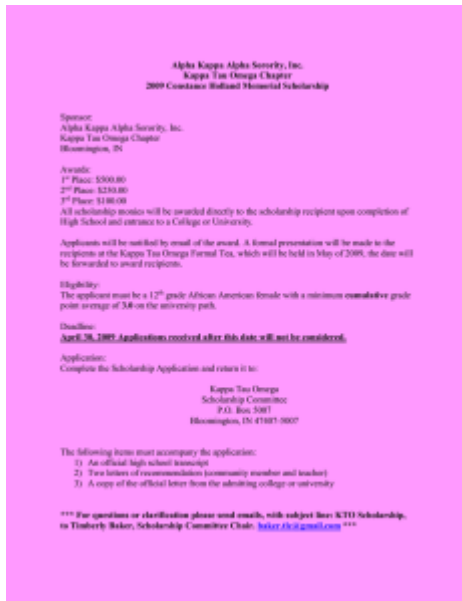 Alpha Kappa Alpha Sorority, Inc.
Kappa Tau Omega Chapter
2009 Constance Holland Memorial Scholarship
Sponsor:
Alpha Kappa Alpha Sorority, Inc.
Kappa Tau Omega Chapter
Bloomington, IN
Awards:
1st Place: $500.00
2nd Place: $250.00
3rd Place: $100.00
All scholarship monies will be awarded directly to the scholarship recipient upon completion of
High School and entrance to a College or University.
Applicants will be notified by email of the award. A formal presentation will be made to the
recipients at the Kappa Tau Omega Formal Tea, which will be held in May of 2009, the date will
be forwarded to award recipients.
Eligibility:
The applicant must be a 12th grade African American female with a minimum cumulative grade
point average of 3.0 on the university path.
Deadline:
April 30, 2009 Applications received after this date will not be considered.
Application:
Complete the Scholarship Application and return it to:
Kappa Tau Omega
Scholarship Committee
P.O. Box 5007
Bloomington, IN 47407-5007
The following items must accompany the application:
1) An official high school transcript
2) Two letters of recommendation (community member and teacher)
3) A copy of the official letter from the admitting college or university
*** For questions or clarification please send emails, with subject line: KTO Scholarship,
to Timberly Baker, Scholarship Committee Chair. baker.tlc@gmail.com ***